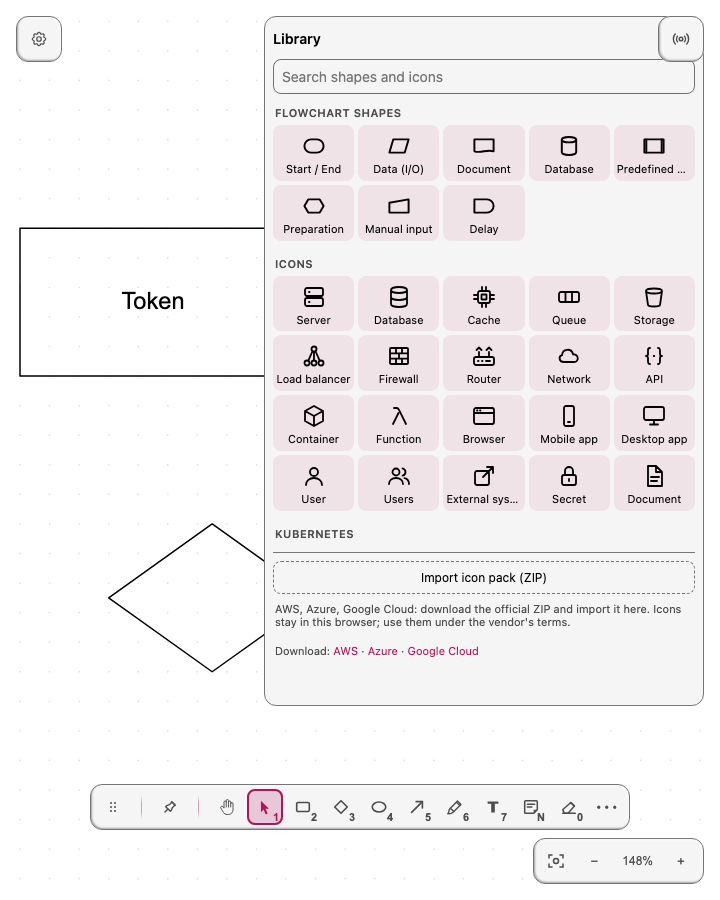 Library
Search shapes and icons
FLOWCHART SHAPES
Start / End
Data (I/O)
Document
Database
Predefined ...
Preparation
Manual input
Delay
Token
ICONS
Server
Database
Cache
Queue
Storage
Load balancer
Firewall
Router
Network
API
Container
Function
Browser
Mobile app
Desktop app
User
Users
External sys...
Secret
Document
KUBERNETES
Import icon pack (ZIP)
AWS, Azure, Google Cloud: download the official ZIP and import it here. Icons
stay in this browser; use them under the vendor's terms.
Download: AWS · Azure · Google Cloud
1
2
3
4
5
6
T 7
N
0
− 148% +